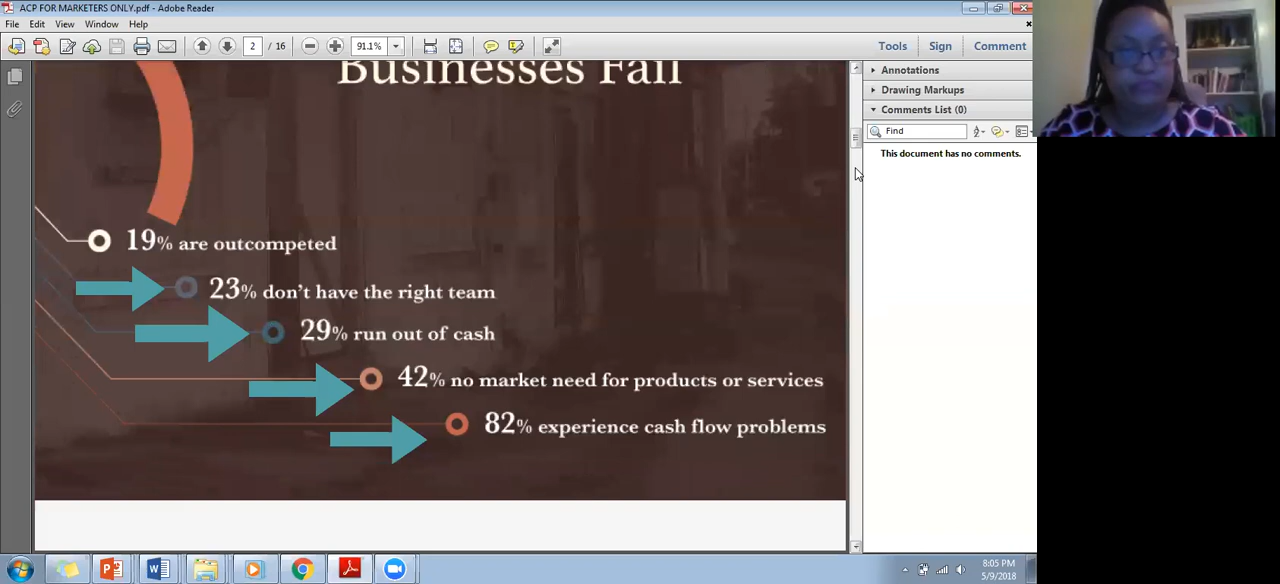 ACP FOR MARKETERS ONLY.pdf - Adobe Reader
File Edit View Window Help
2 / 16
91.1%
Tools Sign Comment
Businesses Fail
19% are outcompeted
23% don't have the right team
29% run out of cash
42% no market need for products or services
82% experience cash flow problems
Annotations
Drawing Markups
Comments List (0)
Find
This document has no comments.
8:05 PM
5/9/2018